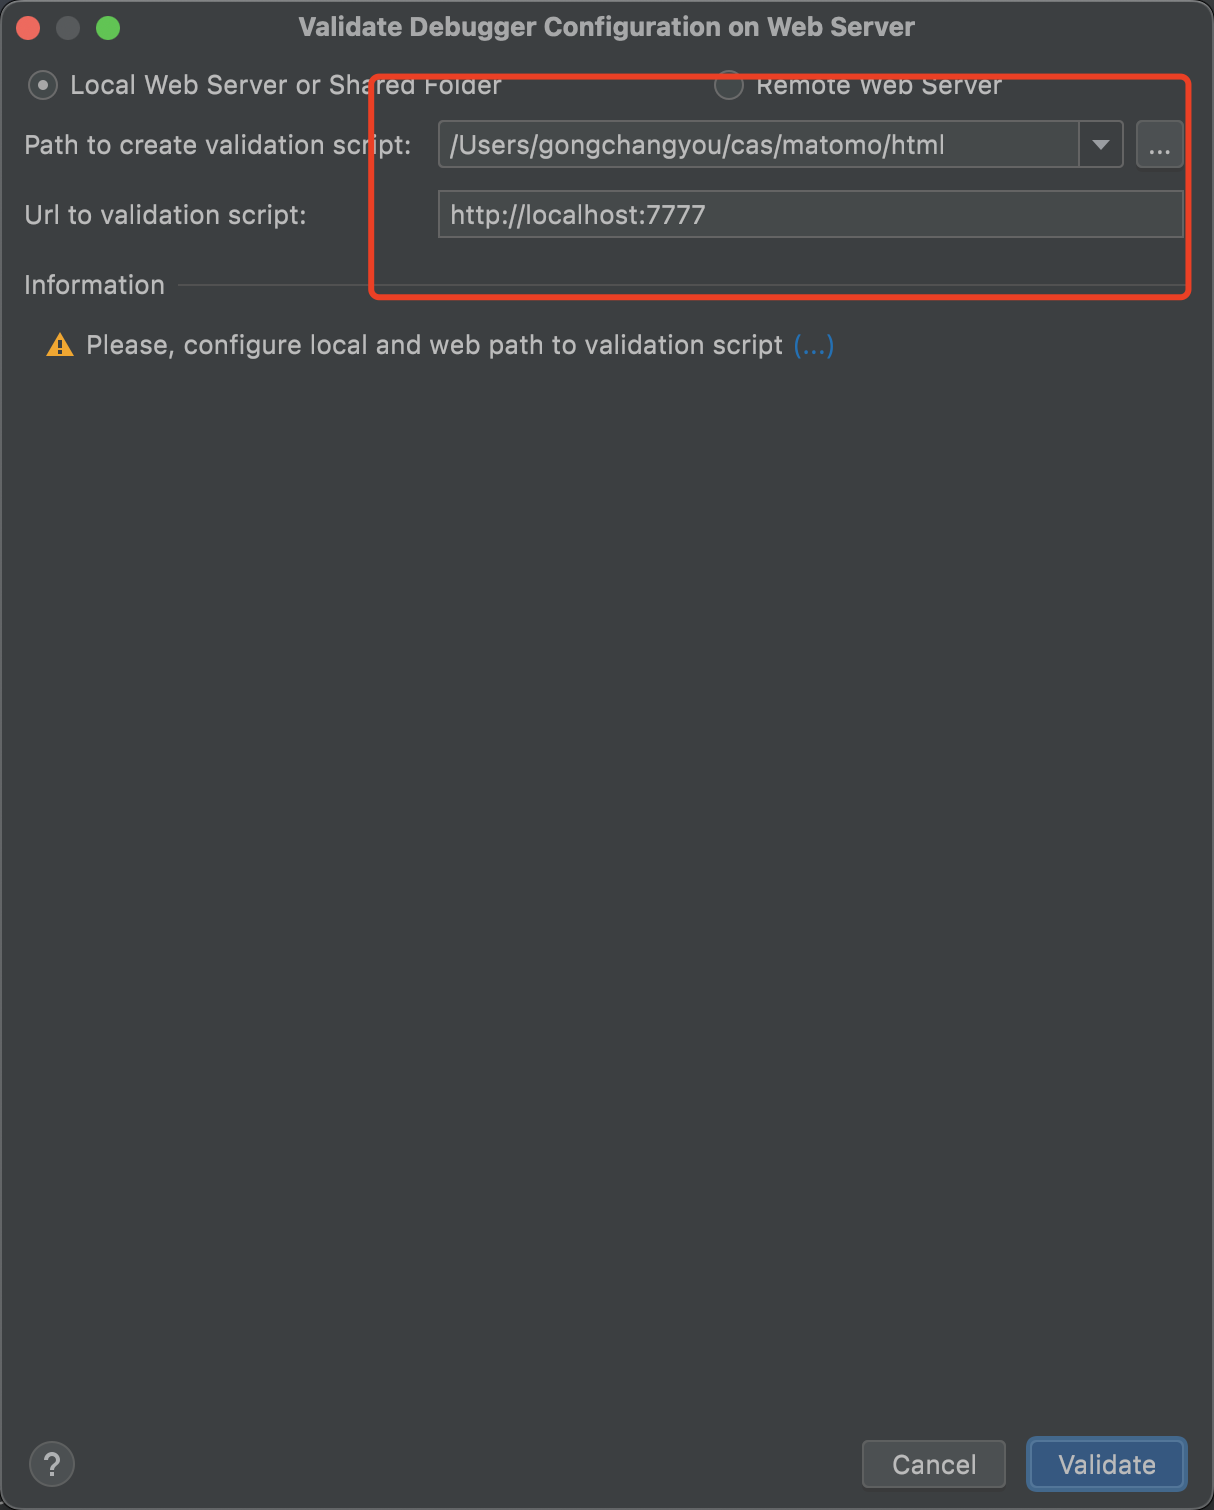 Validate Debugger Configuration on Web Server
Local Web Server or Shared Folder Remote Web Server
Path to create validation script: /Users/gongchangyou/cas/matomo/html ...
Url to validation script: http://localhost:7777
Information
Please, configure local and web path to validation script (...)
? Cancel Validate